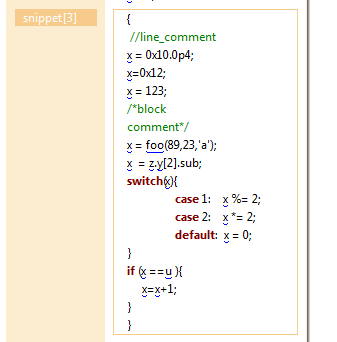 snippet[3]
{
//line_comment
x = 0x10.0p4;
x=0x12;
x = 123;
/*block
comment*/
x = foo(89,23,'a');
x = z.y[2].sub;
switch(x){
case 1: x %= 2;
case 2: x *= 2;
default: x = 0;
}
if (x ==u ){
x=x+1;
}
}